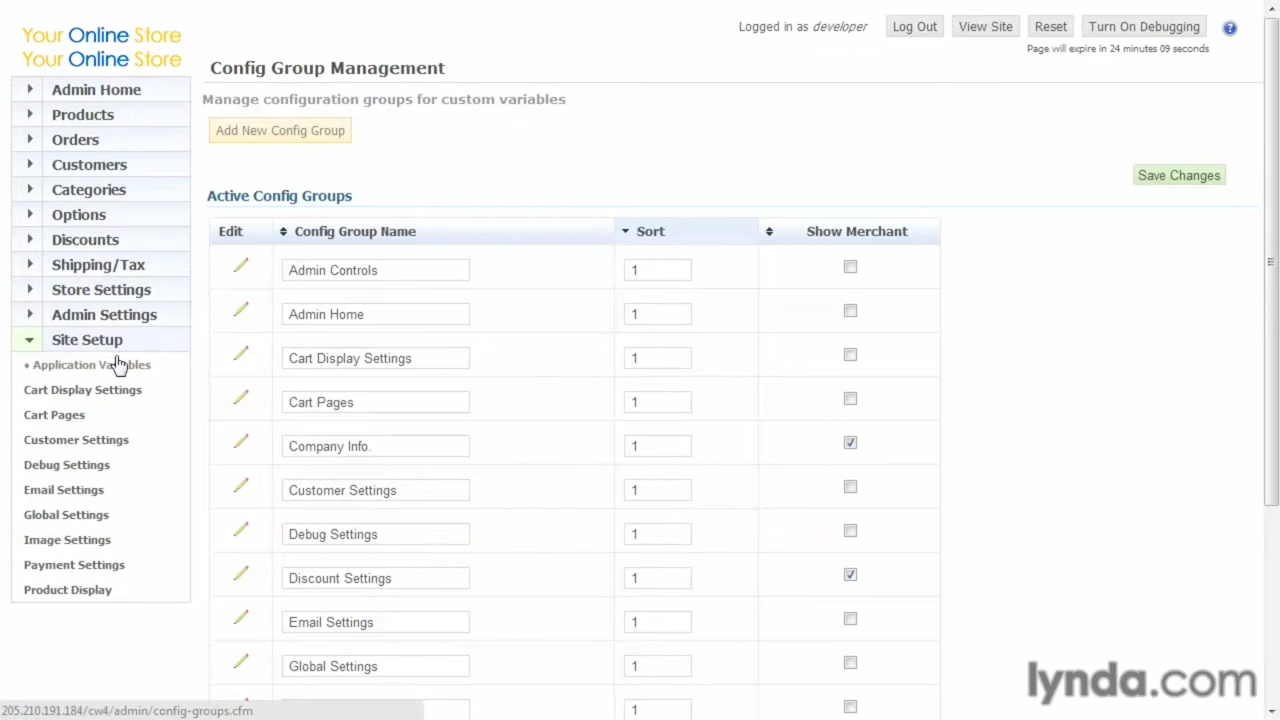 Your Online Store
Your Online Store
Logged in as developer
Log Out
View Site
Reset
Turn On Debugging
?
Page will expire in 24 minutes 09 seconds
Admin Home
Products
Orders
Customers
Categories
Options
Discounts
Shipping/Tax
Store Settings
Admin Settings
Site Setup
Application Variables
Cart Display Settings
Cart Pages
Customer Settings
Debug Settings
Email Settings
Global Settings
Image Settings
Payment Settings
Product Display
Config Group Management
Manage configuration groups for custom variables
Add New Config Group
Save Changes
Active Config Groups
Edit Config Group Name Sort Show Merchant
Admin Controls 1
Admin Home 1
Cart Display Settings 1
Cart Pages 1
Company Info. 1
Customer Settings 1
Debug Settings 1
Discount Settings 1
Email Settings 1
Global Settings 1
1
205.210.191.184/cw4/admin/config-groups.cfm
lynda.com